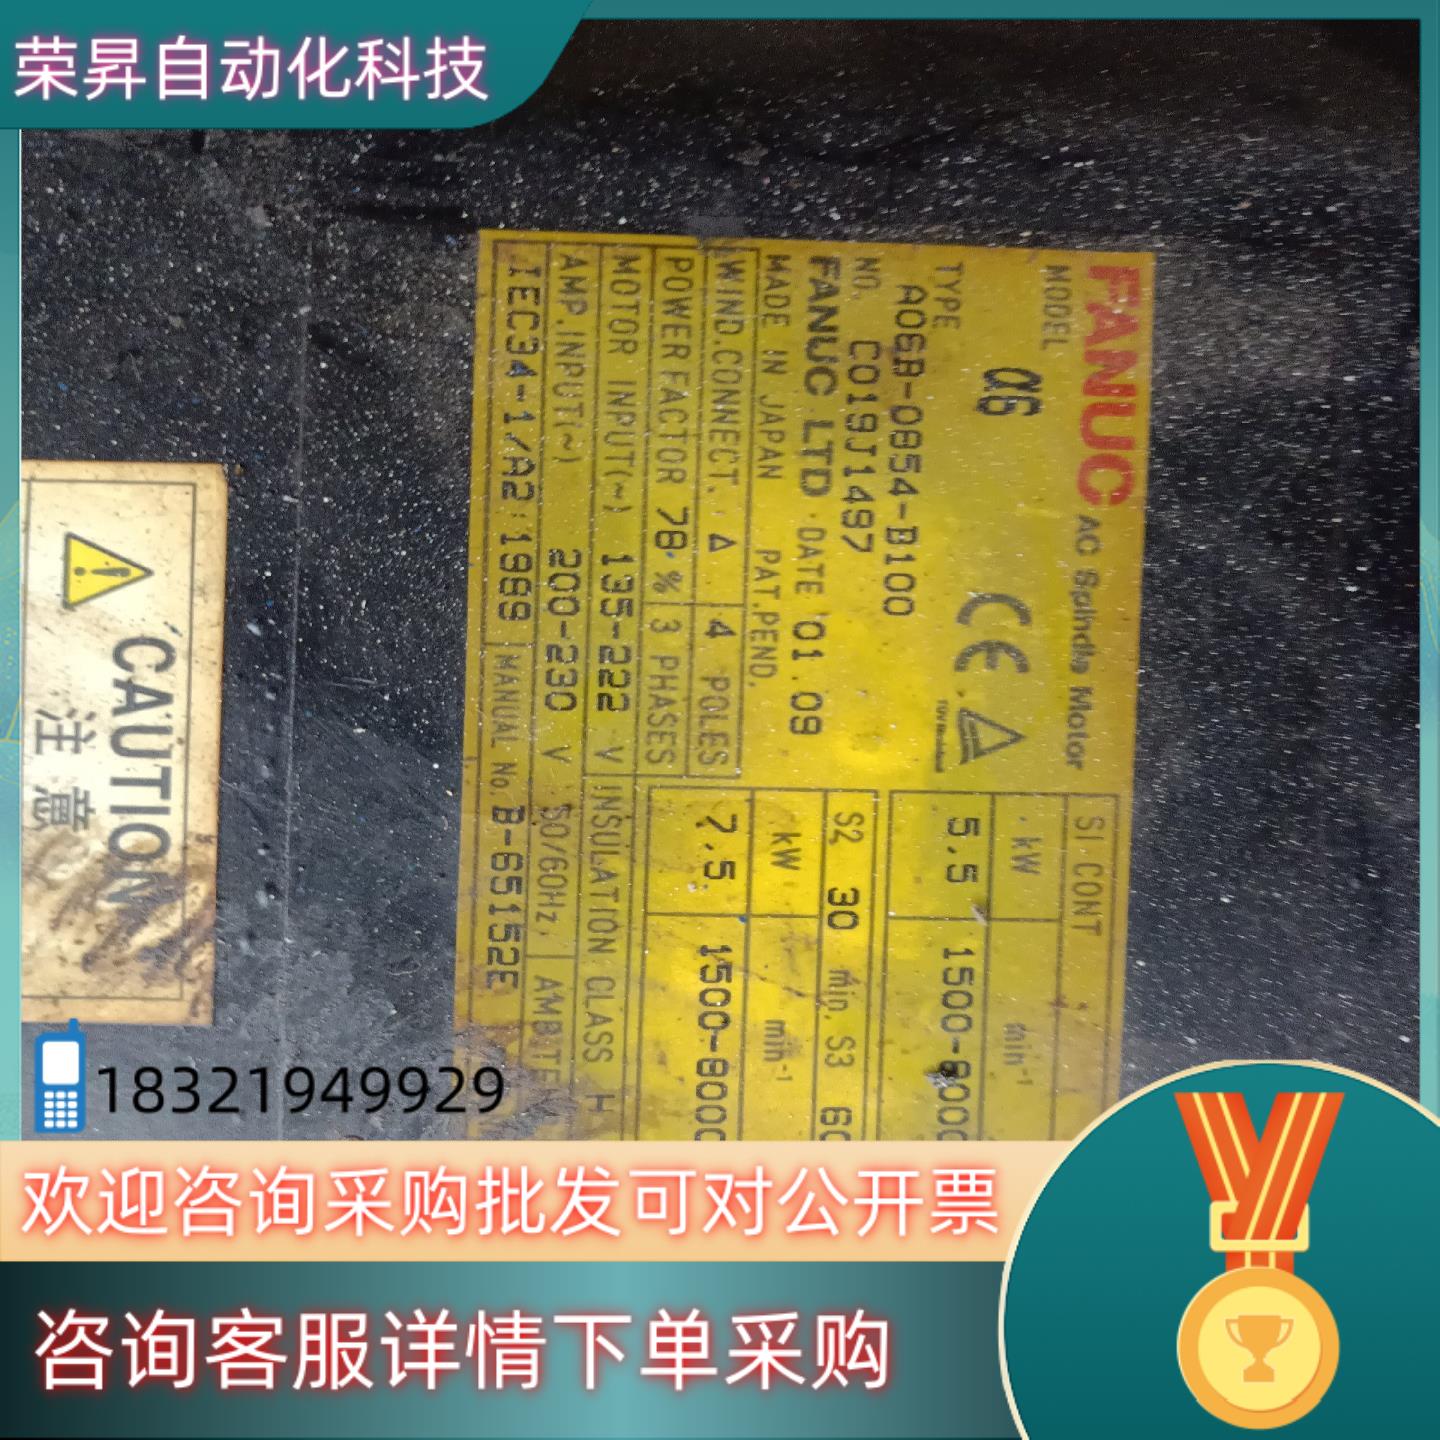 荣昇自动化科技
FANUC AC Spindle Motor
MODEL
α6
TÜV Rheinland
TYPE
A06B-0854-B100
NO. C019J1497
FANUC LTD DATE '01.09
MADE IN JAPAN PAT.PEND.
WIND.CONNECT. Δ 4 POLES
POWER FACTOR 78 % 3 PHASES
MOTOR INPUT(~) 135-222 V INSULATION CLASS H
AMP.INPUT(~) 200-230 V 50/60Hz AMB TE
IEC34-1/A2:1999 MANUAL No. B-65152E
S1 CONT
kW min⁻¹
5.5 1500-8000
S2 30 min, S3 60
kW min⁻¹
7.5 1500-8000
CAUTION
注意
18321949929
欢迎咨询采购批发可对公开票
咨询客服详情下单采购